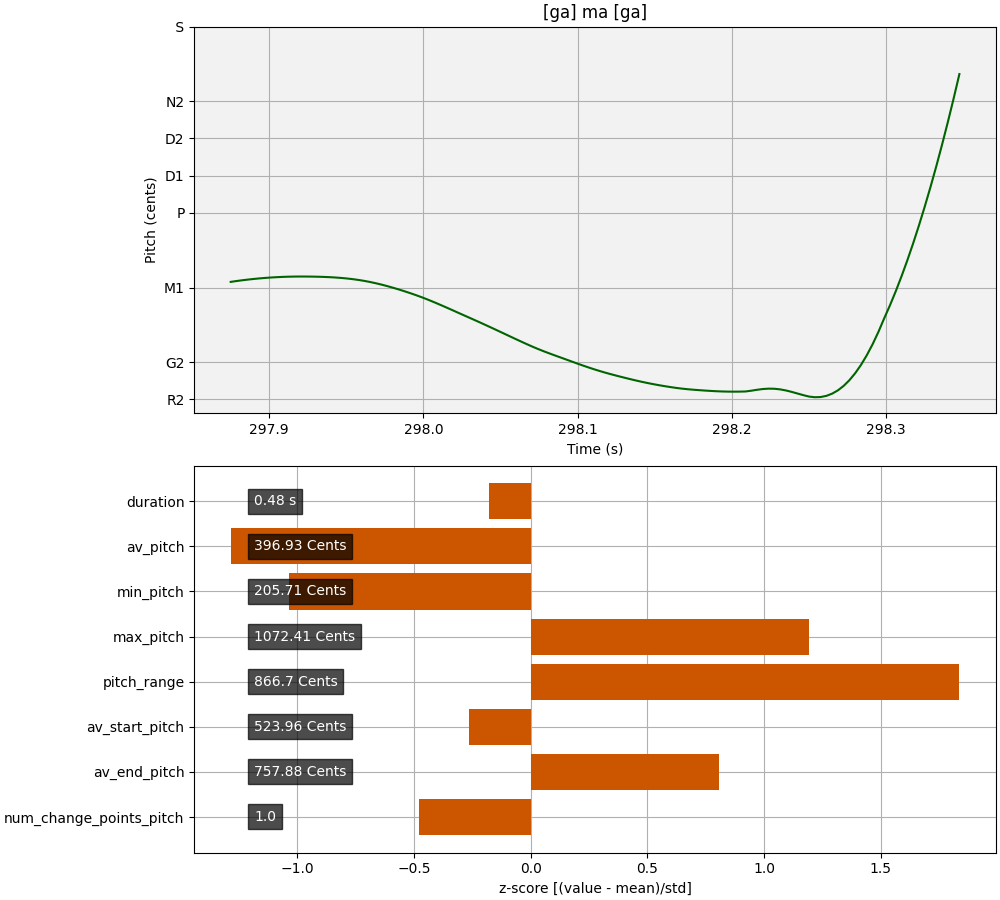 [ga] ma [ga]
S
N2
D2
D1
P
M1
G2
R2
Pitch (cents)
297.9 298.0 298.1 298.2 298.3
Time (s)
duration 0.48 s
av_pitch 396.93 Cents
min_pitch 205.71 Cents
max_pitch 1072.41 Cents
pitch_range 866.7 Cents
av_start_pitch 523.96 Cents
av_end_pitch 757.88 Cents
num_change_points_pitch 1.0
−1.0 −0.5 0.0 0.5 1.0 1.5
z-score [(value - mean)/std]